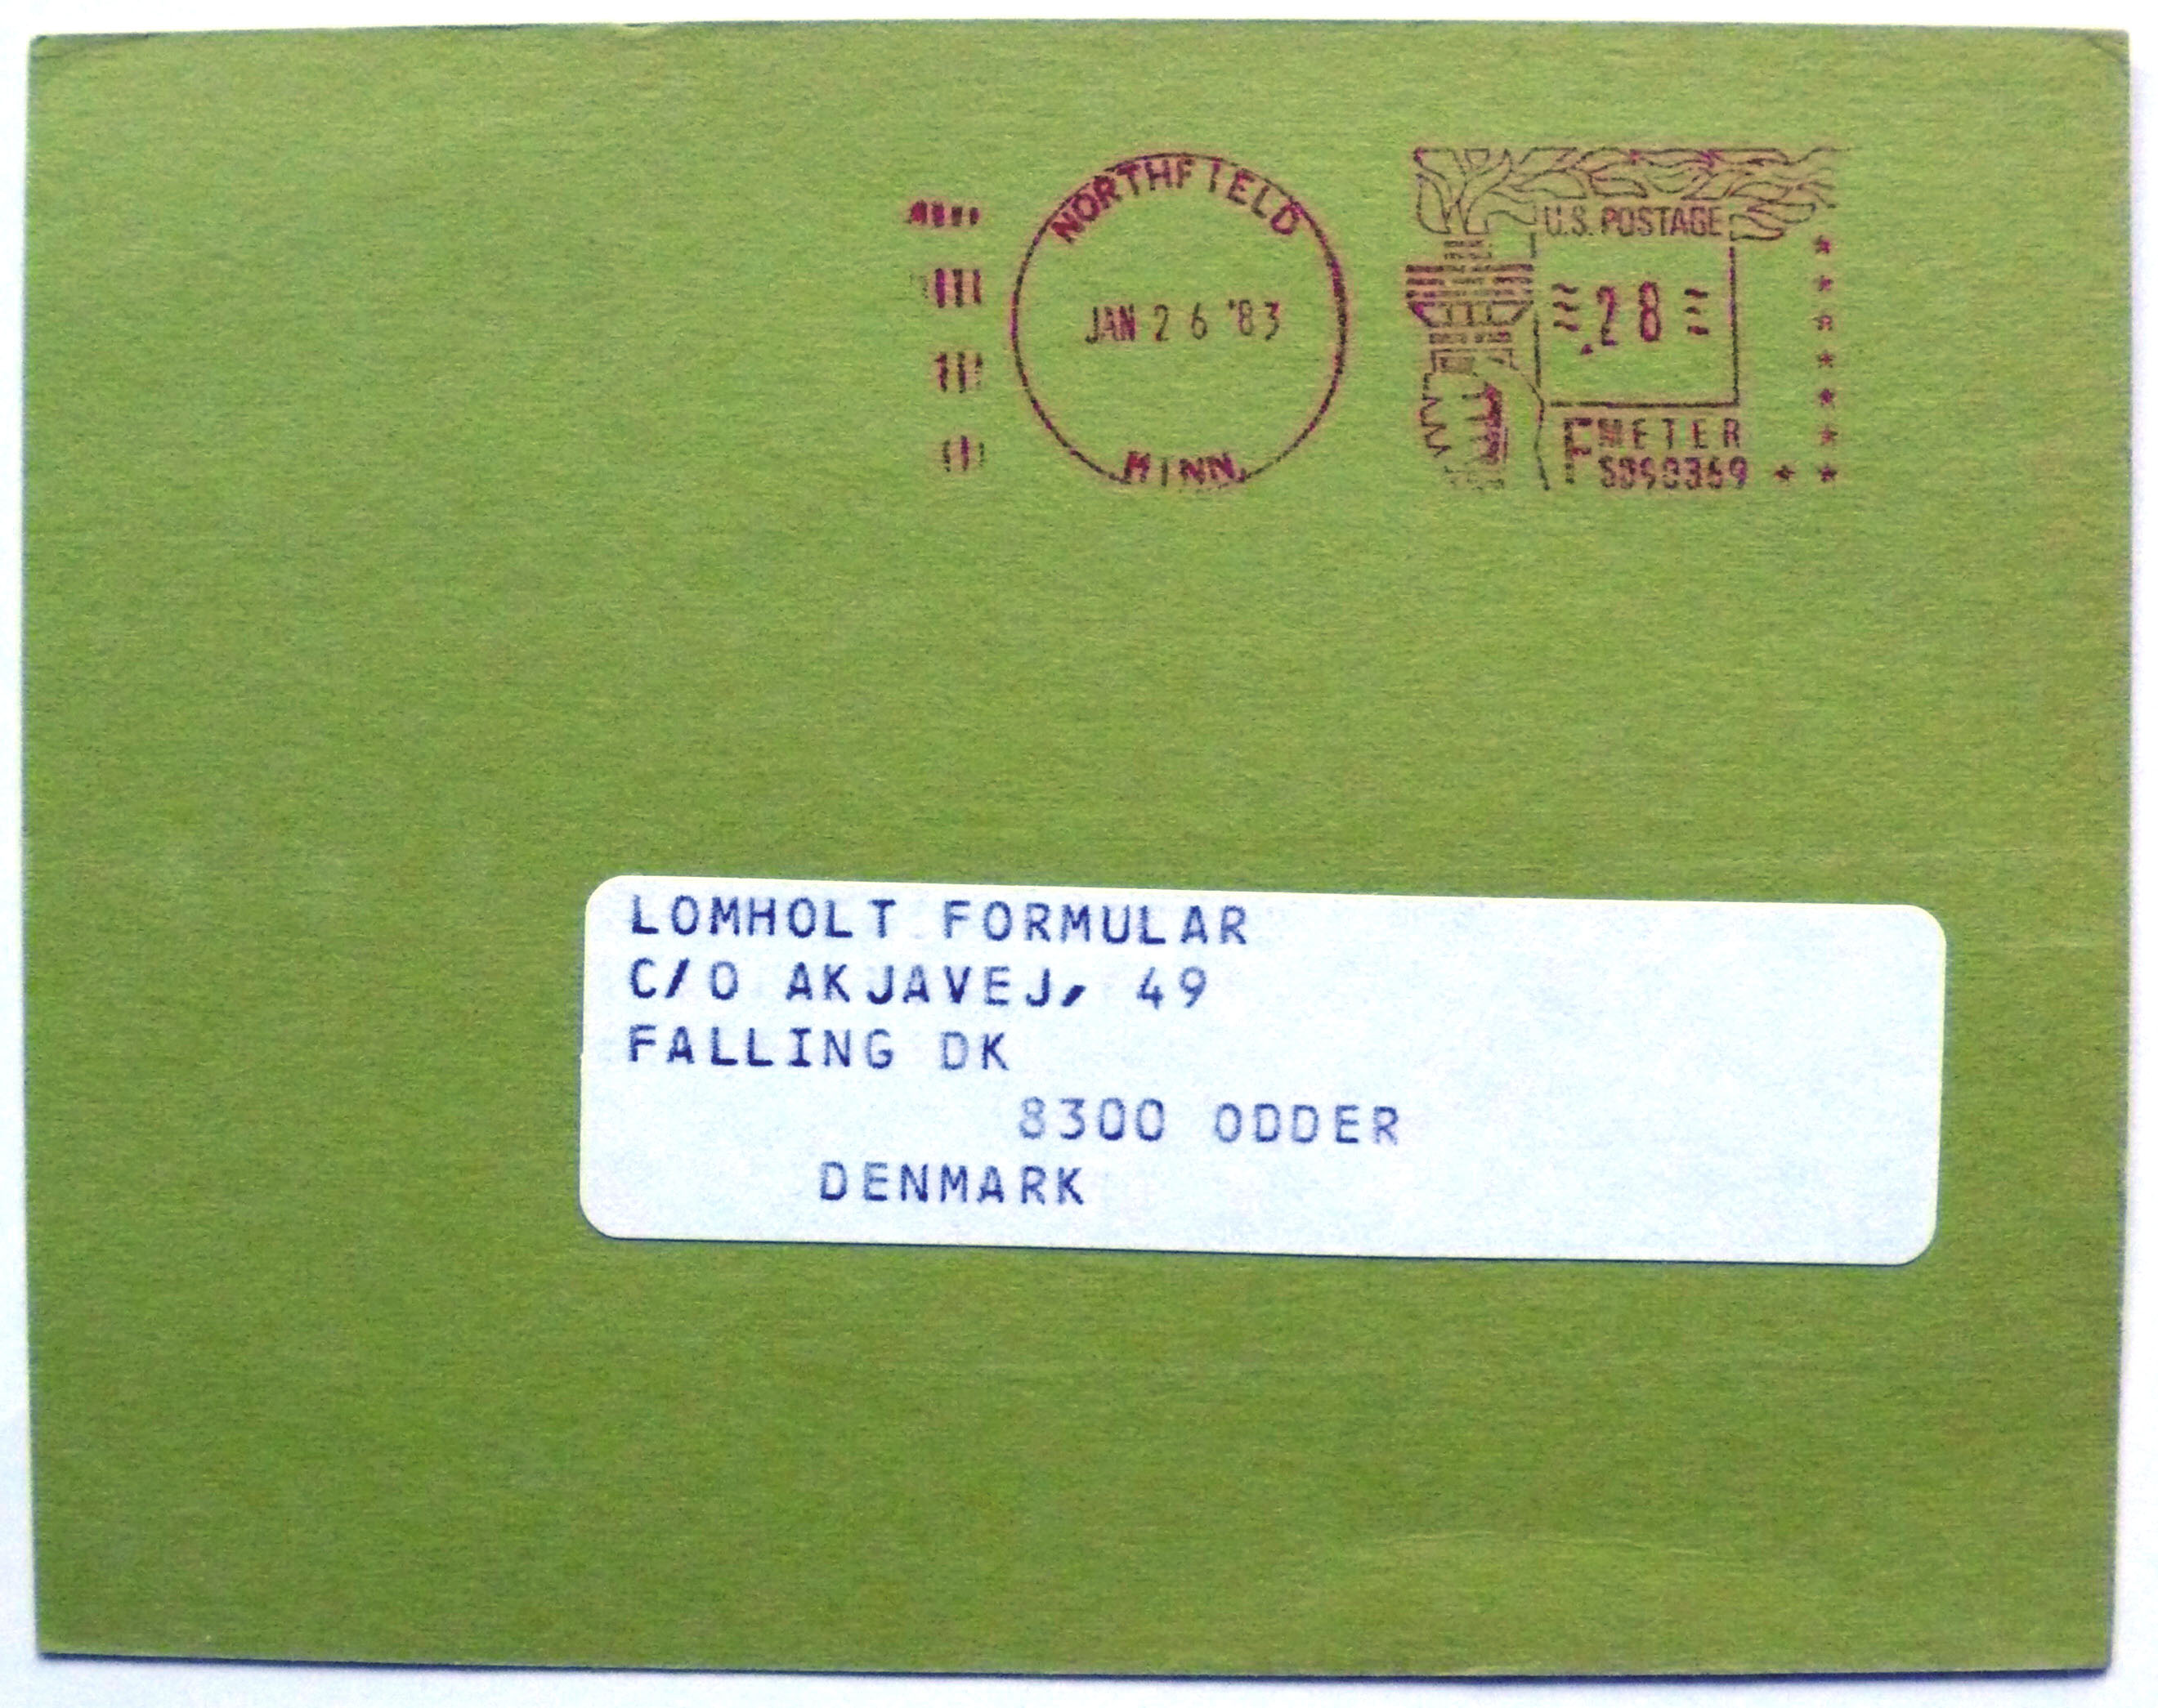 NORTHFIELD
JAN 26 '83
MINN.
U.S. POSTAGE
.28
F METER
LOMHOLT FORMULAR
C/O AKJAVEJ, 49
FALLING DK
8300 ODDER
DENMARK